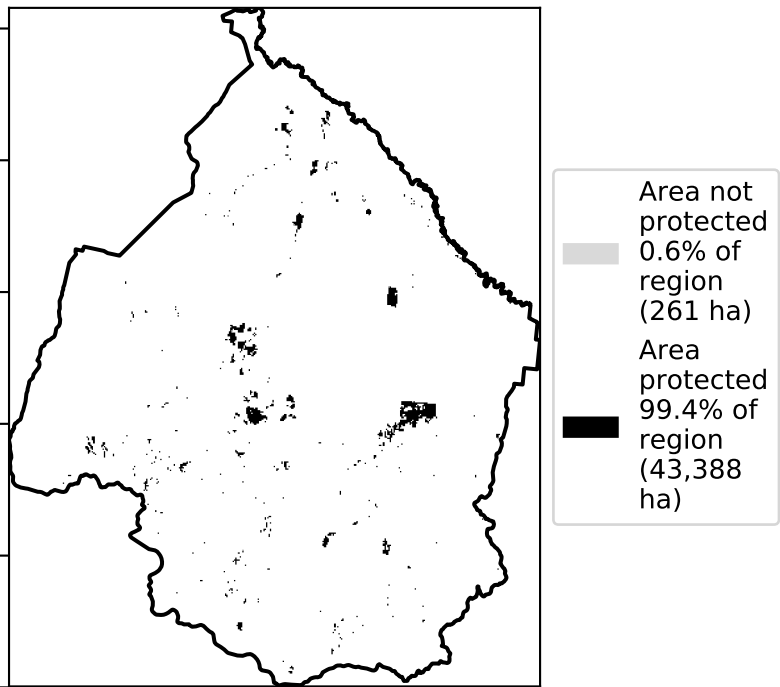 Area not
protected
0.6% of
region
(261 ha)
Area
protected
99.4% of
region
(43,388
ha)